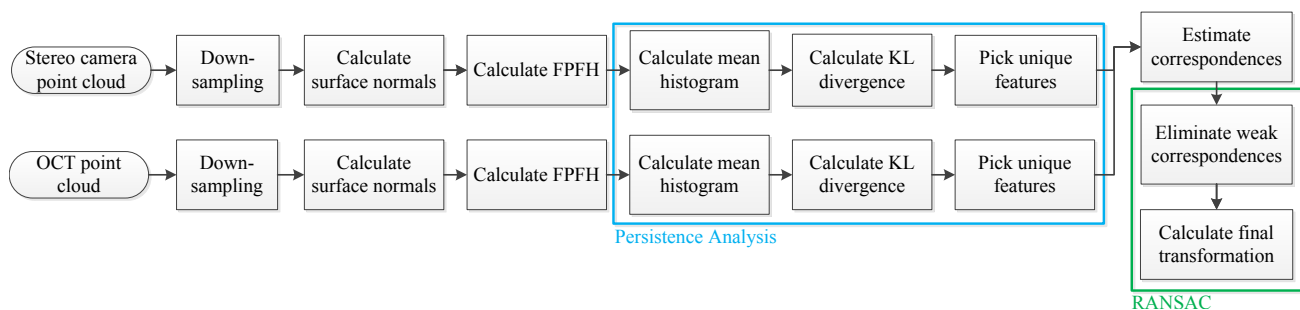 Stereo camera
point cloud
Down-
sampling
Calculate
surface normals
Calculate FPFH
Calculate mean
histogram
Calculate KL
divergence
Pick unique
features
Estimate
correspondences
OCT point
cloud
Down-
sampling
Calculate
surface normals
Calculate FPFH
Calculate mean
histogram
Calculate KL
divergence
Pick unique
features
Eliminate weak
correspondences
Calculate final
transformation
Persistence Analysis
RANSAC